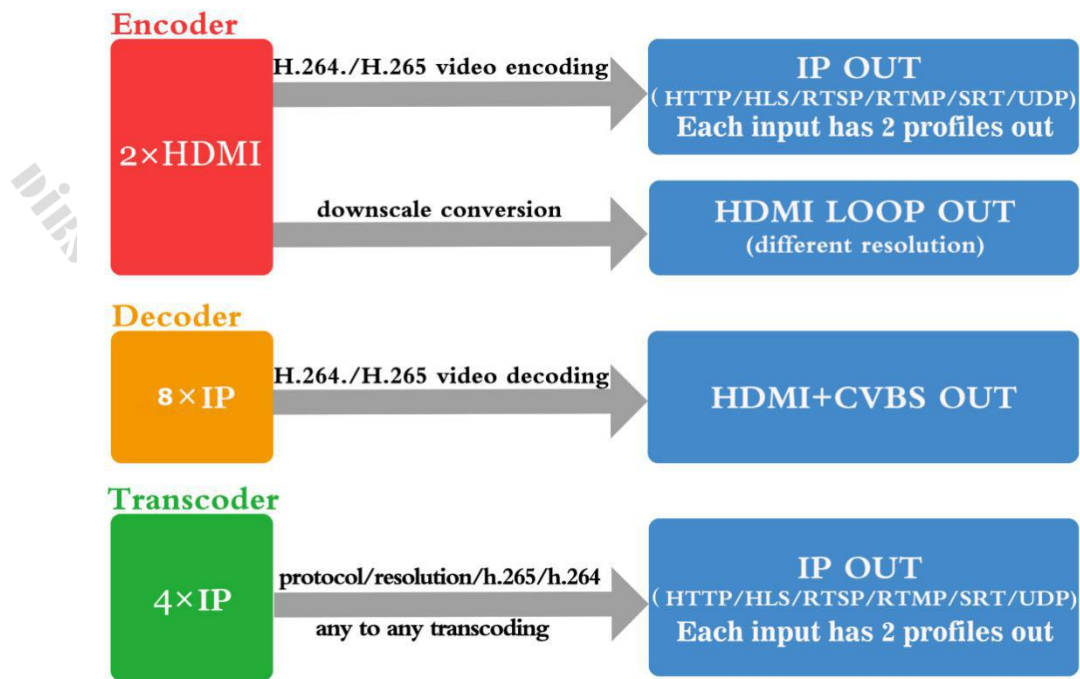 Encoder
2×HDMI
H.264./H.265 video encoding
IP OUT
( HTTP/HLS/RTSP/RTMP/SRT/UDP)
Each input has 2 profiles out
downscale conversion
HDMI LOOP OUT
(different resolution)
Decoder
8×IP
H.264./H.265 video decoding
HDMI+CVBS OUT
Transcoder
4×IP
protocol/resolution/h.265/h.264
any to any transcoding
IP OUT
( HTTP/HLS/RTSP/RTMP/SRT/UDP)
Each input has 2 profiles out